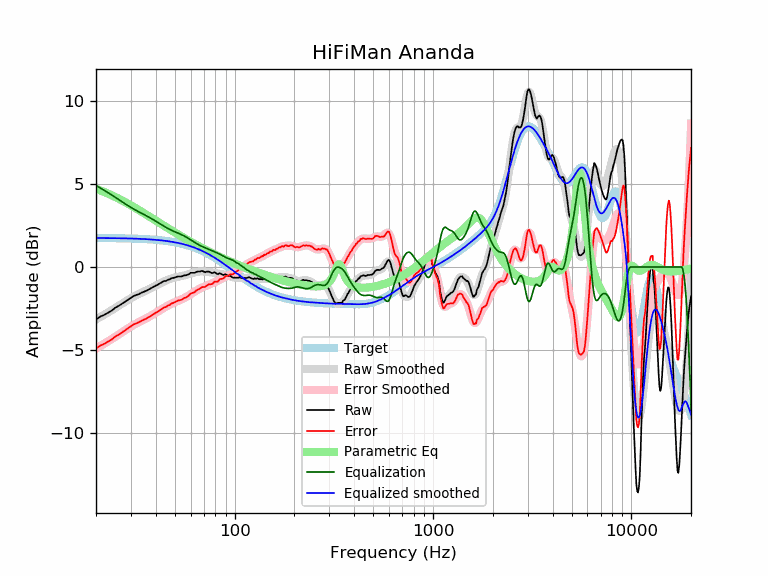 HiFiMan Ananda
Amplitude (dBr)
10
5
0
−5
−10
Target
Raw Smoothed
Error Smoothed
Raw
Error
Parametric Eq
Equalization
Equalized smoothed
100
1000
10000
Frequency (Hz)